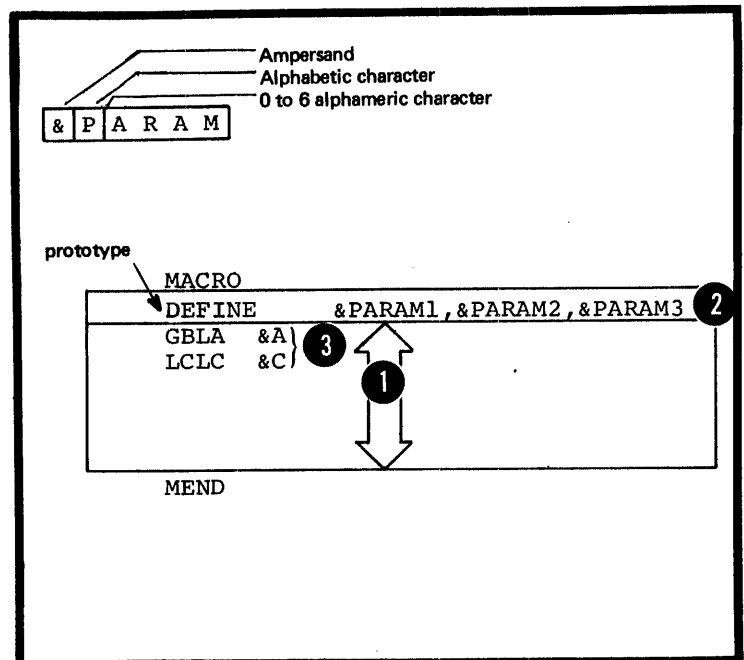 Ampersand
Alphabetic character
0 to 6 alphameric character
& P A R A M
prototype
MACRO
DEFINE &PARAM1,&PARAM2,&PARAM3 2
GBLA &A
LCLC &C
3
1
MEND